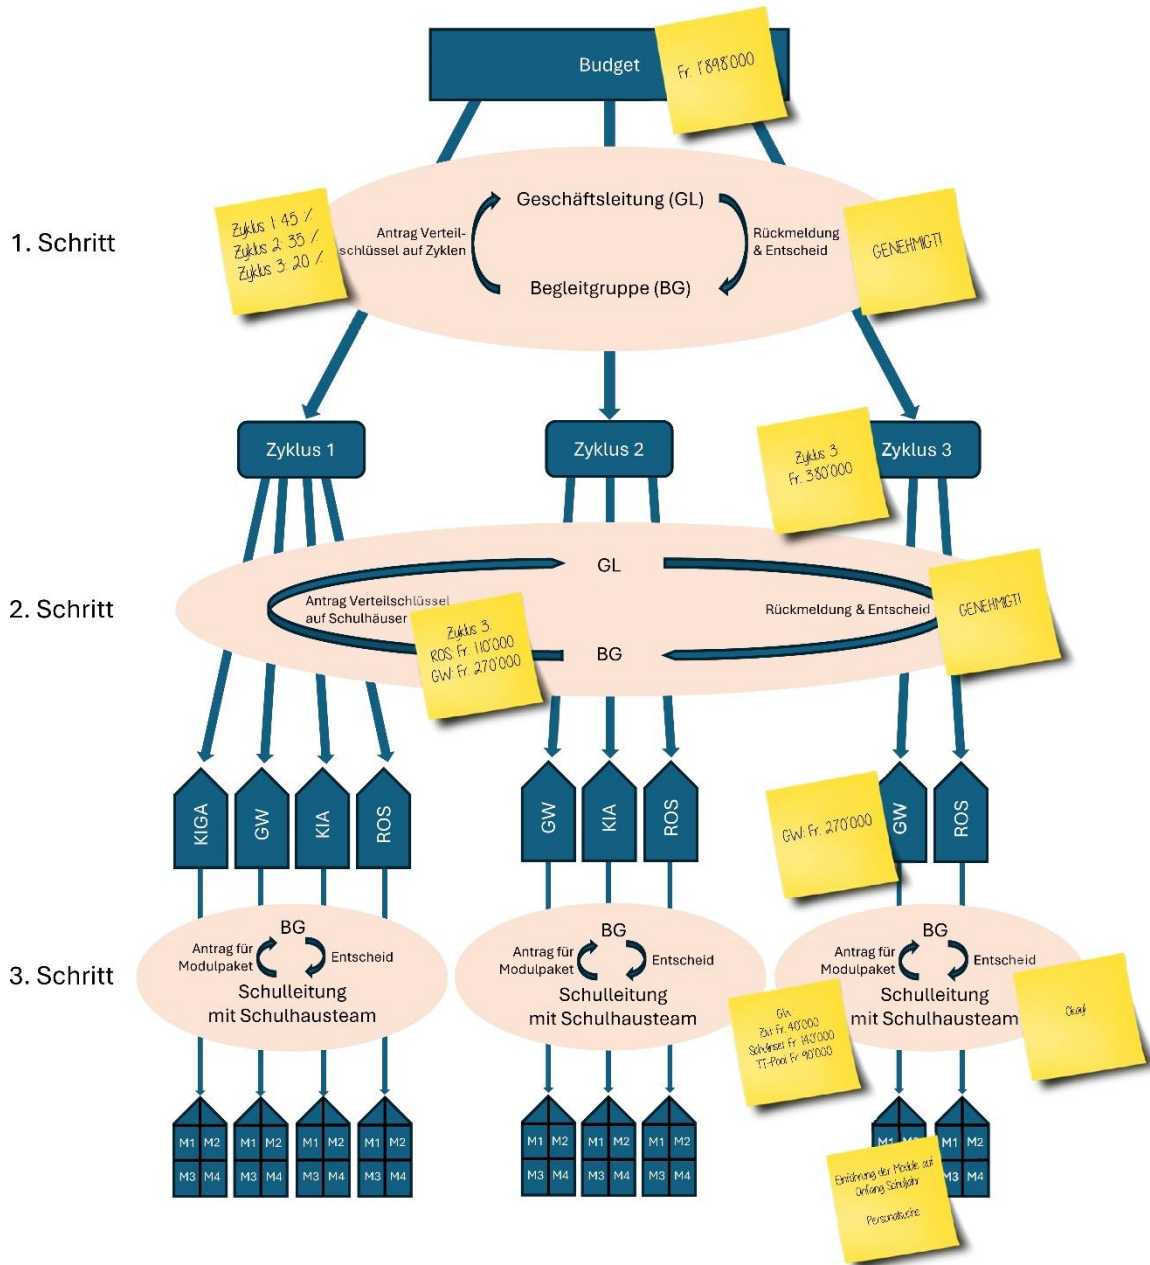 Budget
Fr. 1'898'000
1. Schritt
Zyklus 1: 45 %
Zyklus 2: 35 %
Zyklus 3: 20 %
Geschäftsleitung (GL)
Antrag Verteil-
schlüssel auf Zyklen
Rückmeldung
& Entscheid
Begleitgruppe (BG)
GENEHMIGT!
Zyklus 1
Zyklus 2
Zyklus 3
Zyklus 3
Fr. 380'000
2. Schritt
GL
Antrag Verteilschlüssel
auf Schulhäuser
Rückmeldung & Entscheid
BG
Zyklus 3:
ROS: Fr. 110'000
GW: Fr. 270'000
GENEHMIGT!
KIGA
GW
KIA
ROS
GW
KIA
ROS
GW: Fr. 270'000
GW
ROS
3. Schritt
BG
Antrag für
Modulpaket
Entscheid
Schulleitung
mit Schulhausteam
BG
Antrag für
Modulpaket
Entscheid
Schulleitung
mit Schulhausteam
BG
Antrag für
Modulpaket
Entscheid
Schulleitung
mit Schulhausteam
GW
Zeit Fr. 40'000
Schulinsel Fr 140'000
TT-Pool Fr 90'000
Okay!
M1 M2 M1 M2 M1 M2 M1 M2
M3 M4 M3 M4 M3 M4 M3 M4
M1 M2 M1 M2 M1 M2
M3 M4 M3 M4 M3 M4
M1 M2 M1 M2
M4
Einführung der Module auf
Anfang Schuljahr
Personalsuche